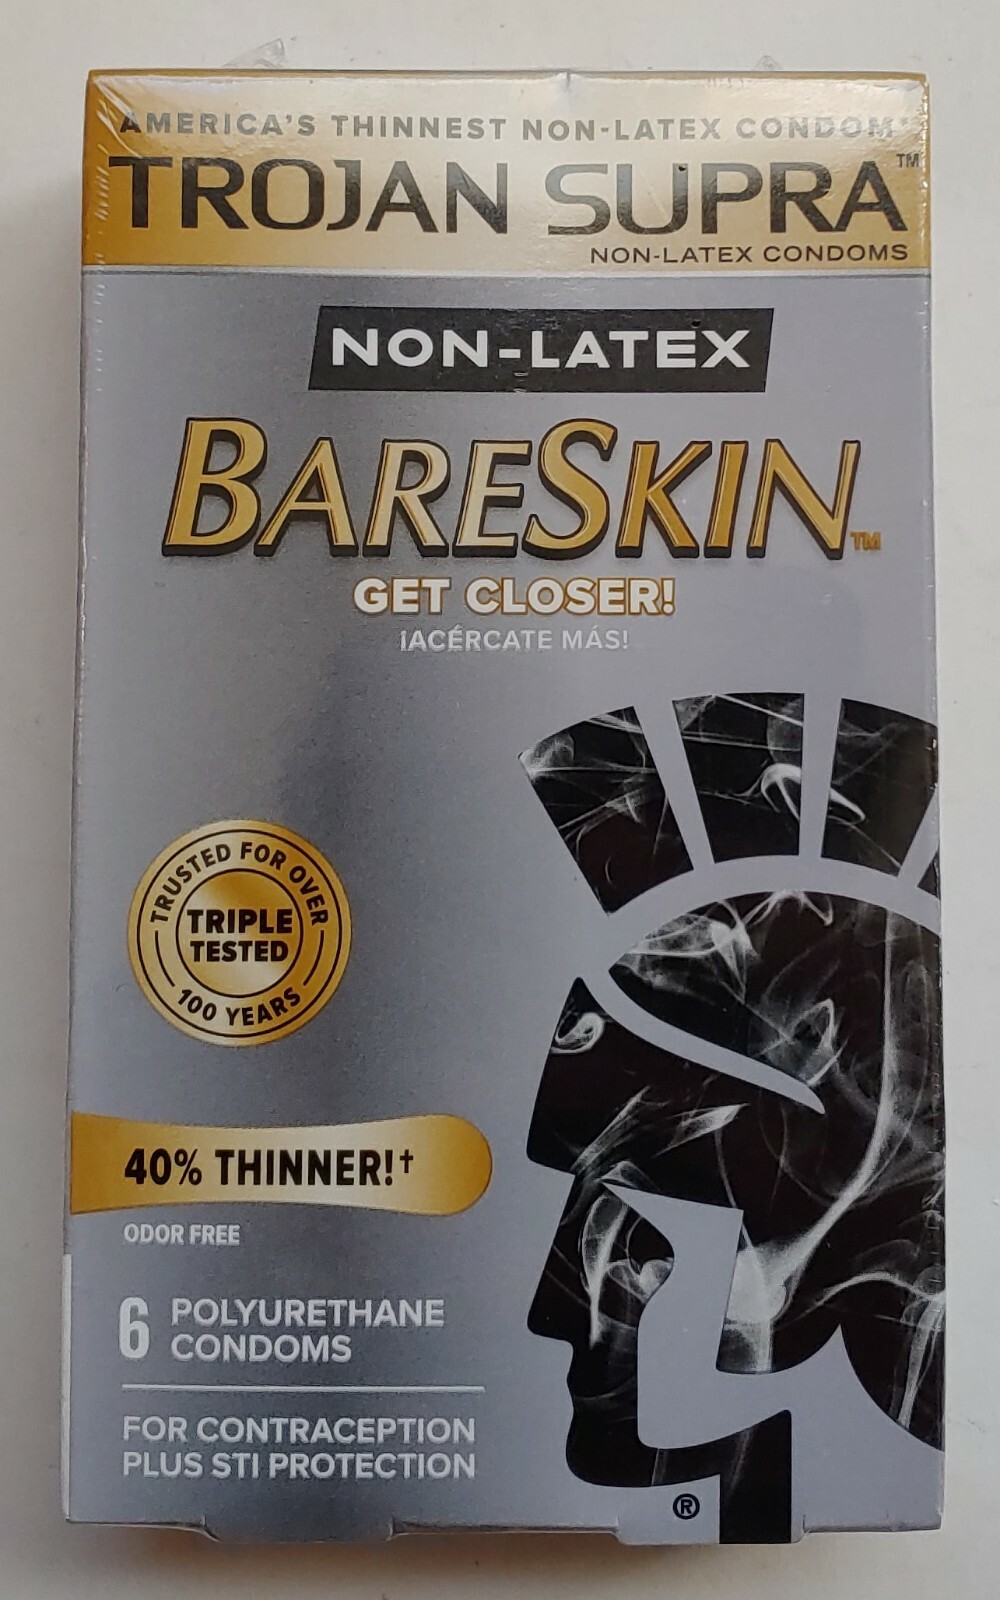 AMERICA'S THINNEST NON-LATEX CONDOM*
TROJAN SUPRA™
NON-LATEX CONDOMS
NON-LATEX
BARESKIN™
GET CLOSER!
¡ACÉRCATE MÁS!
TRUSTED FOR OVER
TRIPLE
TESTED
100 YEARS
40% THINNER!†
ODOR FREE
6 POLYURETHANE
CONDOMS
FOR CONTRACEPTION
PLUS STI PROTECTION
®